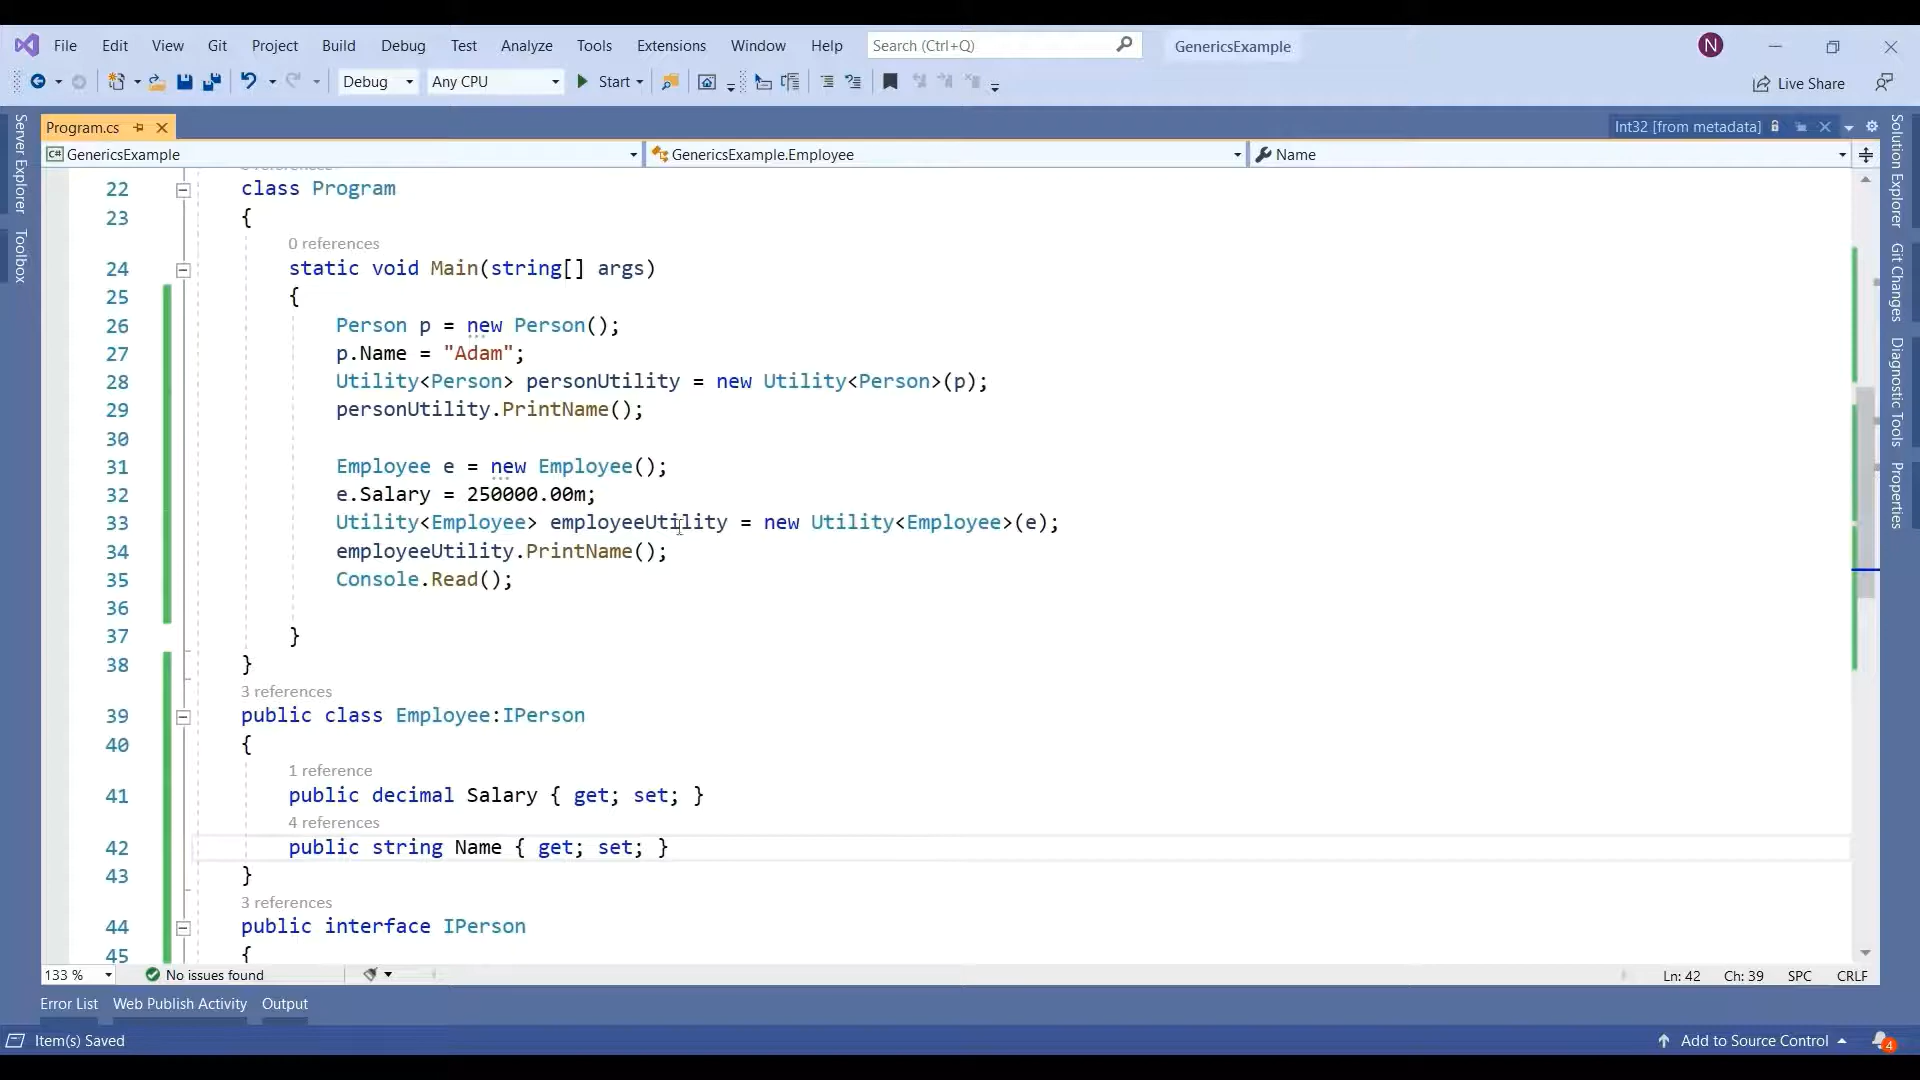 File Edit View Git Project Build Debug Test Analyze Tools Extensions Window Help Search (Ctrl+Q) GenericsExample N
Debug Any CPU Start Live Share
Program.cs Int32 [from metadata]
C# GenericsExample GenericsExample.Employee Name
Server Explorer
Toolbox
22 class Program
23 {
0 references
24 static void Main(string[] args)
25 {
26 Person p = new Person();
27 p.Name = "Adam";
28 Utility<Person> personUtility = new Utility<Person>(p);
29 personUtility.PrintName();
30
31 Employee e = new Employee();
32 e.Salary = 250000.00m;
33 Utility<Employee> employeeUtility = new Utility<Employee>(e);
34 employeeUtility.PrintName();
35 Console.Read();
36
37 }
38 }
3 references
39 public class Employee:IPerson
40 {
1 reference
41 public decimal Salary { get; set; }
4 references
42 public string Name { get; set; }
43 }
3 references
44 public interface IPerson
45 {
Solution Explorer
Git Changes
Diagnostic Tools
Properties
133 % No issues found Ln: 42 Ch: 39 SPC CRLF
Error List Web Publish Activity Output
Item(s) Saved Add to Source Control 4